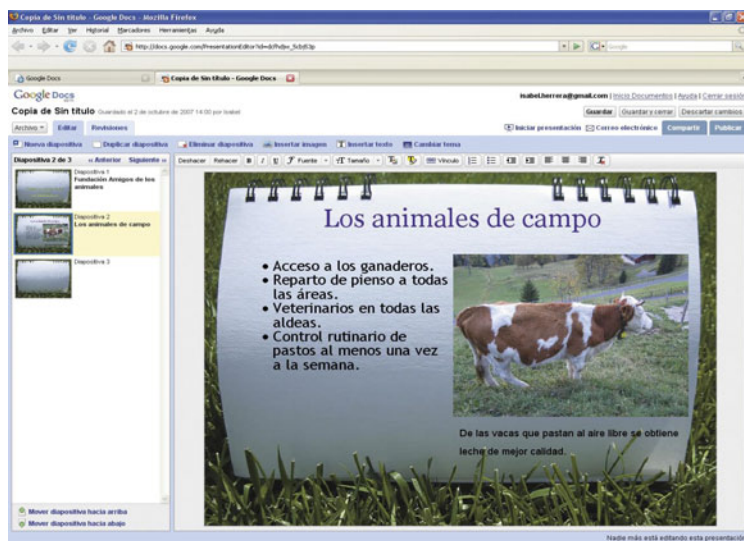 Copia de Sin título - Google Docs - Mozilla Firefox
Archivo Editar Ver Historial Marcadores Herramientas Ayuda
Google
Google Docs
Copia de Sin título - Google Docs
Google Docs
isabel.herrera@gmail.com | Inicio Documentos | Ayuda | Cerrar sesión
Copia de Sin título Guardado el 2 de octubre de 2007 14:00 por Isabel
Guardar Guardar y cerrar Descartar cambios
Archivo Editar Revisiones
Iniciar presentación Correo electrónico Compartir Publicar
Nueva diapositiva Duplicar diapositiva Eliminar diapositiva Insertar imagen Insertar texto Cambiar tema
Diapositiva 2 de 3 « Anterior Siguiente »
Deshacer Rehacer B I U Fuente Tamaño Vínculo
Diapositiva 1
Fundación Amigos de los
animales
Diapositiva 2
Los animales de campo
Diapositiva 3
Los animales de campo
• Acceso a los ganaderos.
• Reparto de pienso a todas
las áreas.
• Veterinarios en todas las
aldeas.
• Control rutinario de
pastos al menos una vez
a la semana.
De las vacas que pastan al aire libre se obtiene
leche de mejor calidad.
Mover diapositiva hacia arriba
Mover diapositiva hacia abajo
Nadie más está editando esta presentación